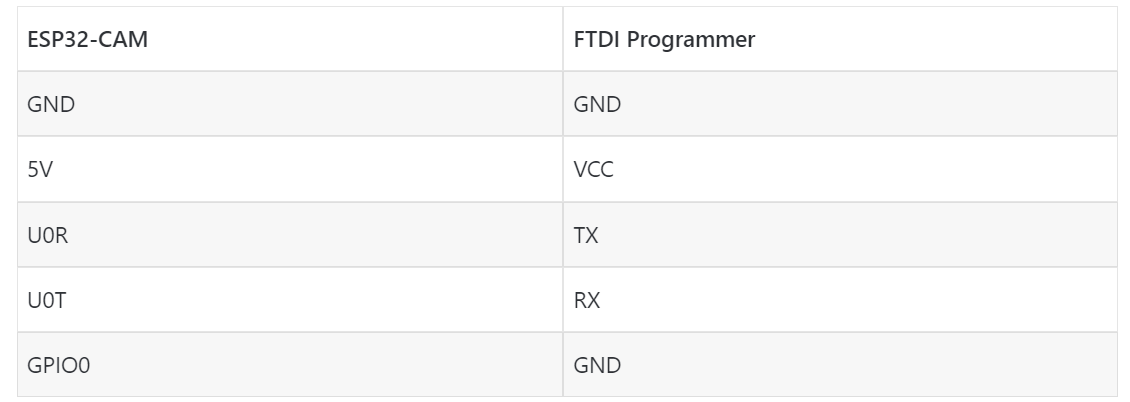 ESP32-CAM FTDI Programmer
GND GND
5V VCC
U0R TX
U0T RX
GPIO0 GND